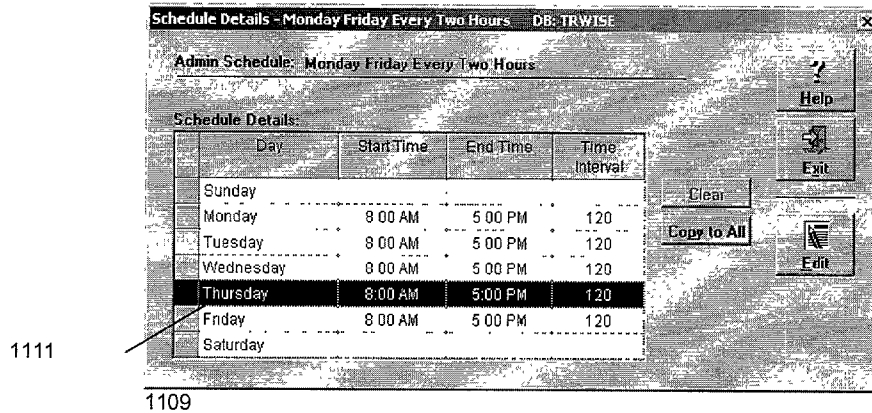 Schedule Details - Monday Friday Every Two Hours DB: TRWISE
Admin Schedule: Monday Friday Every Two Hours
Help
Exit
Schedule Details:
Day Start Time End Time Time Interval
Sunday
Monday 8 00 AM 5 00 PM 120
Tuesday 8 00 AM 5 00 PM 120
Wednesday 8 00 AM 5 00 PM 120
Thursday 8:00 AM 5:00 PM 120
Friday 8 00 AM 5 00 PM 120
Saturday
Clear
Copy to All
Edit
1111
1109